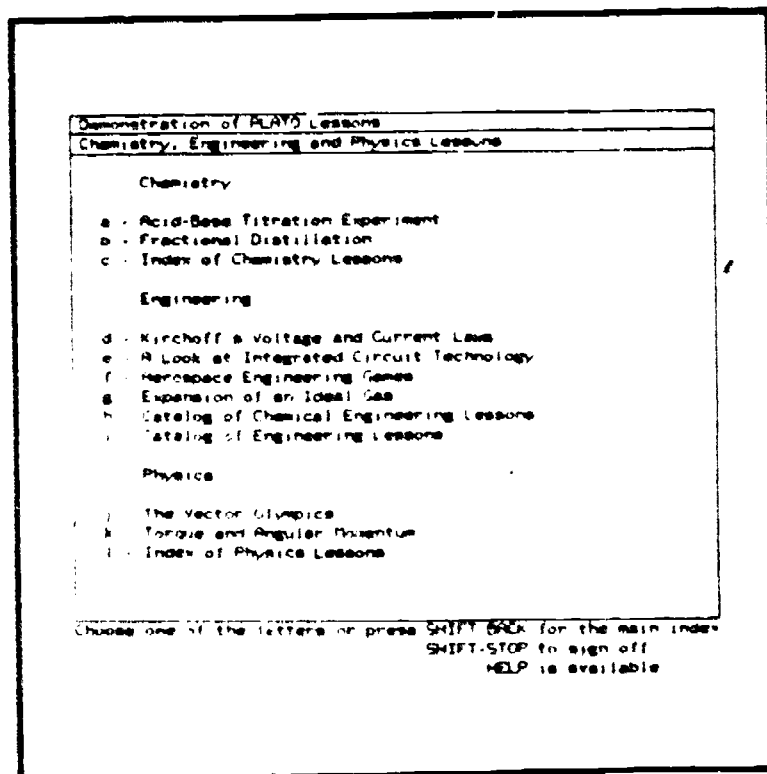 Demonstration of PLATO Lessons
Chemistry, Engineering and Physics Lessons
Chemistry
a - Acid-Base Titration Experiment
b - Fractional Distillation
c - Index of Chemistry Lessons
Engineering
d - Kirchoff s Voltage and Current Laws
e - A Look at Integrated Circuit Technology
f - Aerospace Engineering Games
g Expansion of an Ideal Gas
h Catalog of Chemical Engineering Lessons
i Catalog of Engineering Lessons
Physics
j The Vector Olympics
k Torque and Angular Momentum
l - Index of Physics Lessons
Choose one of the letters or press SHIFT BACK for the main index
SHIFT-STOP to sign off
HELP is available